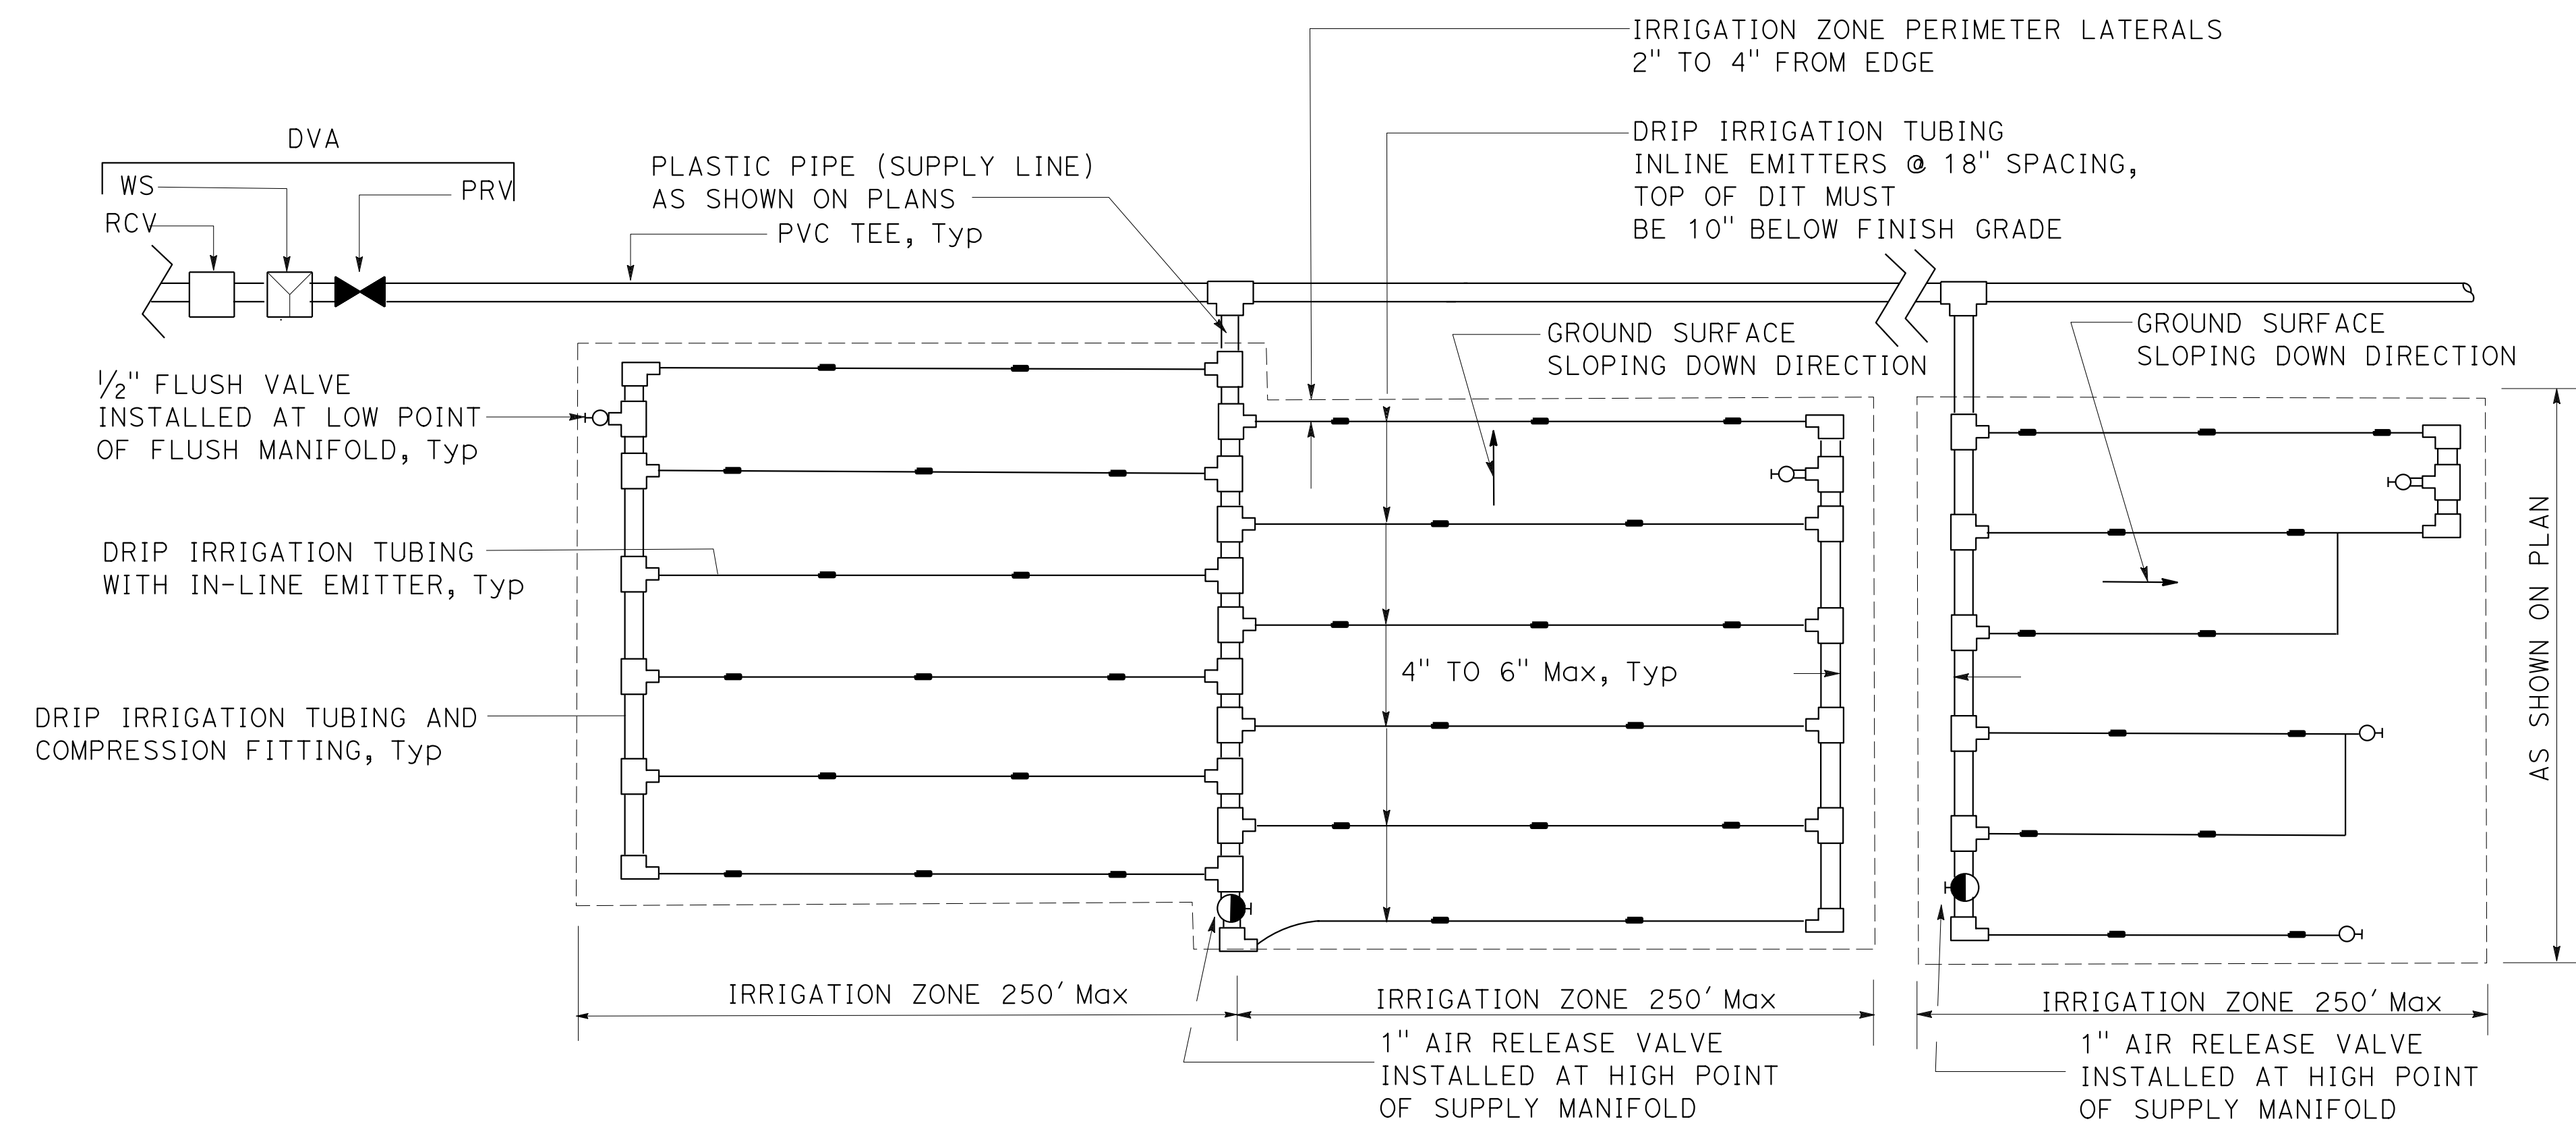 IRRIGATION ZONE PERIMETER LATERALS
2" TO 4" FROM EDGE
DVA
WS
PRV
RCV
PLASTIC PIPE (SUPPLY LINE)
AS SHOWN ON PLANS
PVC TEE, Typ
DRIP IRRIGATION TUBING
INLINE EMITTERS @ 18" SPACING,
TOP OF DIT MUST
BE 10" BELOW FINISH GRADE
GROUND SURFACE
SLOPING DOWN DIRECTION
GROUND SURFACE
SLOPING DOWN DIRECTION
1/2" FLUSH VALVE
INSTALLED AT LOW POINT
OF FLUSH MANIFOLD, Typ
DRIP IRRIGATION TUBING
WITH IN-LINE EMITTER, Typ
4" TO 6" Max, Typ
AS SHOWN ON PLAN
DRIP IRRIGATION TUBING AND
COMPRESSION FITTING, Typ
IRRIGATION ZONE 250' Max
IRRIGATION ZONE 250' Max
IRRIGATION ZONE 250' Max
1" AIR RELEASE VALVE
INSTALLED AT HIGH POINT
OF SUPPLY MANIFOLD
1" AIR RELEASE VALVE
INSTALLED AT HIGH POINT
OF SUPPLY MANIFOLD